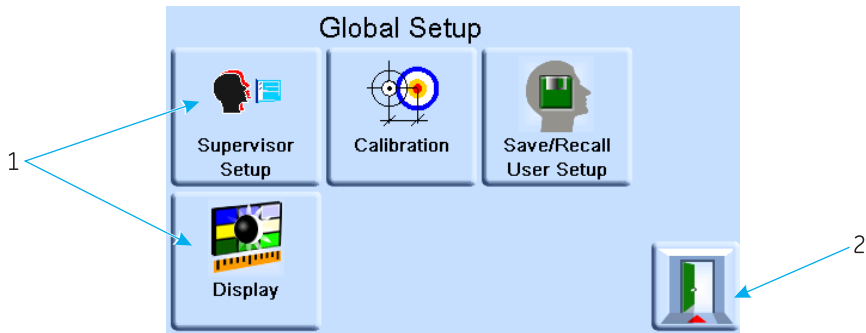 Global Setup
Supervisor
Setup
Calibration
Save/Recall
User Setup
1
Display
2